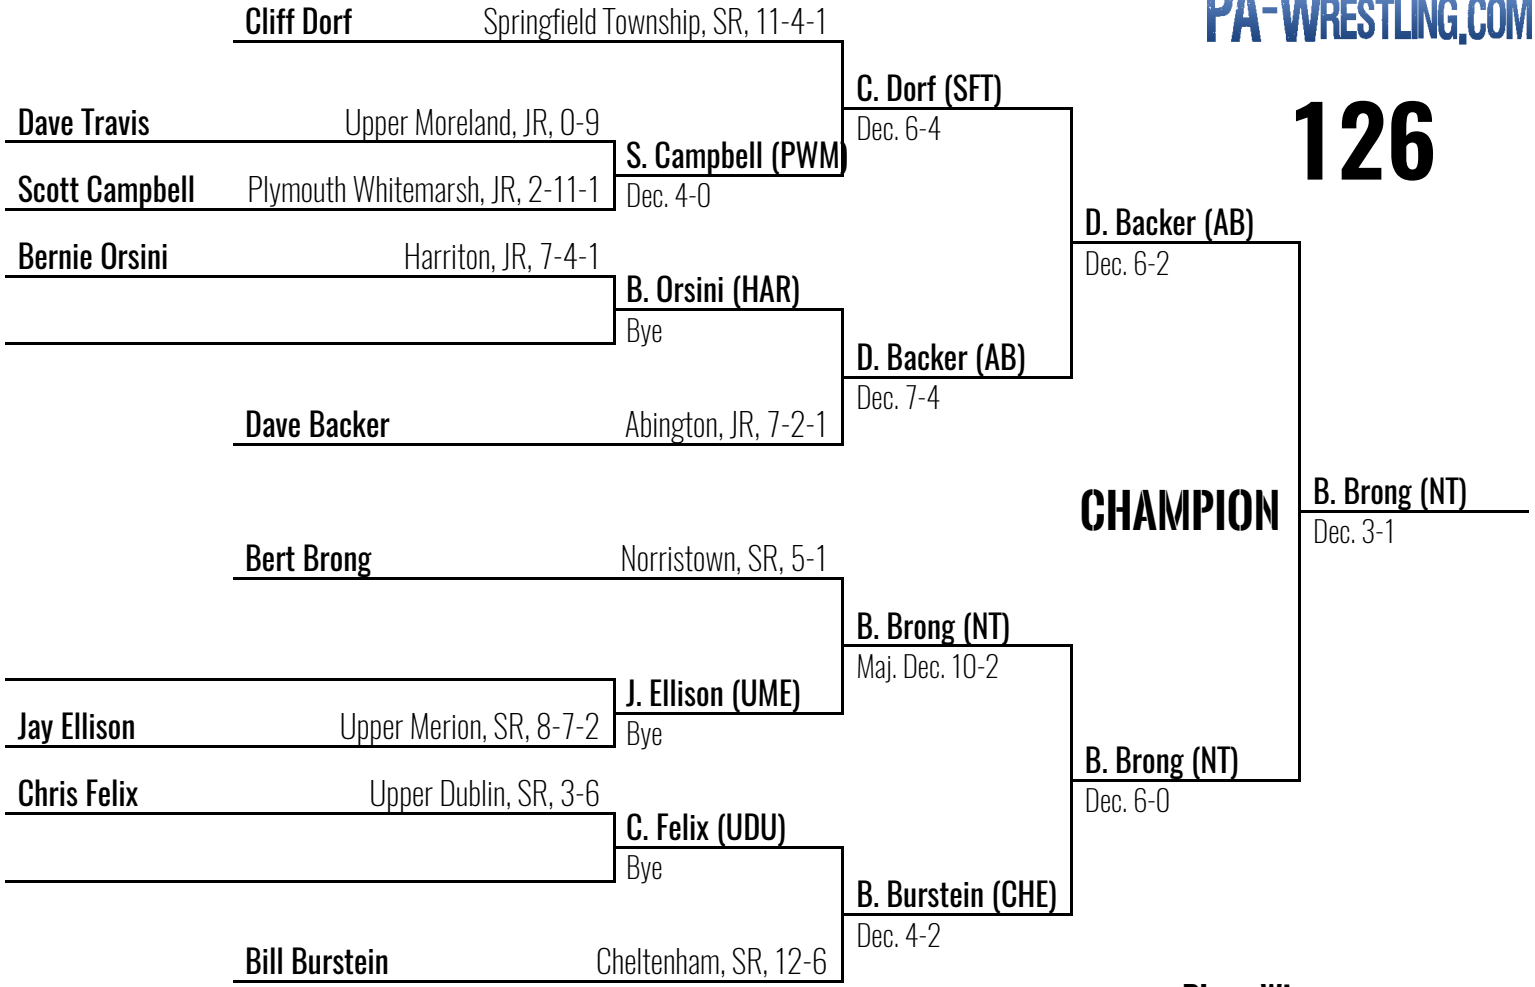 Cliff Dorf Springfield Township, SR, 11-4-1
PA-WRESTLING.COM
C. Dorf (SFT)
Dec. 6-4
126
Dave Travis Upper Moreland, JR, 0-9
S. Campbell (PWM)
Dec. 4-0
Scott Campbell Plymouth Whitemarsh, JR, 2-11-1
D. Backer (AB)
Dec. 6-2
Bernie Orsini Harriton, JR, 7-4-1
B. Orsini (HAR)
Bye
D. Backer (AB)
Dec. 7-4
Dave Backer Abington, JR, 7-2-1
CHAMPION
B. Brong (NT)
Dec. 3-1
Bert Brong Norristown, SR, 5-1
B. Brong (NT)
Maj. Dec. 10-2
J. Ellison (UME)
Bye
Jay Ellison Upper Merion, SR, 8-7-2
B. Brong (NT)
Dec. 6-0
Chris Felix Upper Dublin, SR, 3-6
C. Felix (UDU)
Bye
B. Burstein (CHE)
Dec. 4-2
Bill Burstein Cheltenham, SR, 12-6